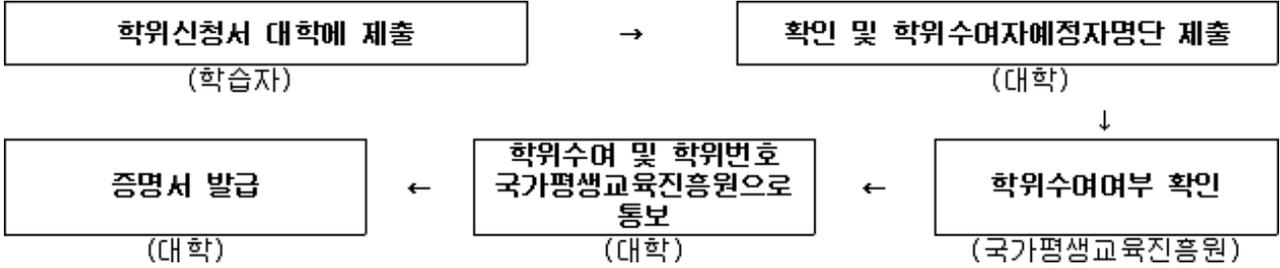 학위신청서 대학에 제출
→
확인 및 학위수여자예정자명단 제출
(학습자)
(대학)
↓
증명서 발급
←
학위수여 및 학위번호
국가평생교육진흥원으로
통보
←
학위수여여부 확인
(대학)
(대학)
(국가평생교육진흥원)